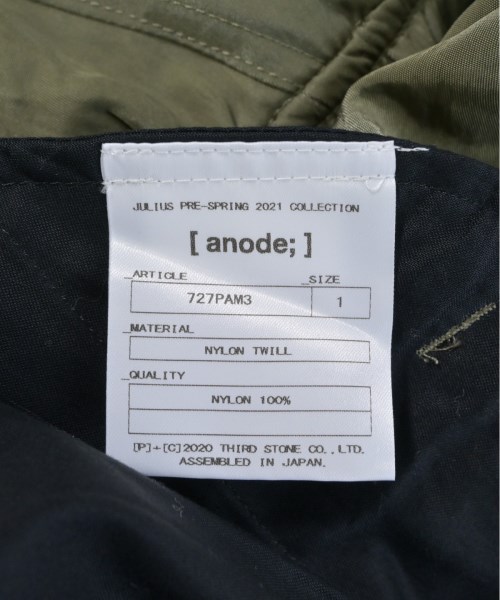 JULIUS PRE-SPRING 2021 COLLECTION
[ anode; ]
_ARTICLE _SIZE
727PAM3 1
_MATERIAL
NYLON TWILL
_QUALITY
NYLON 100%
[P]+[C]2020 THIRD STONE CO.,LTD.
ASSEMBLED IN JAPAN.